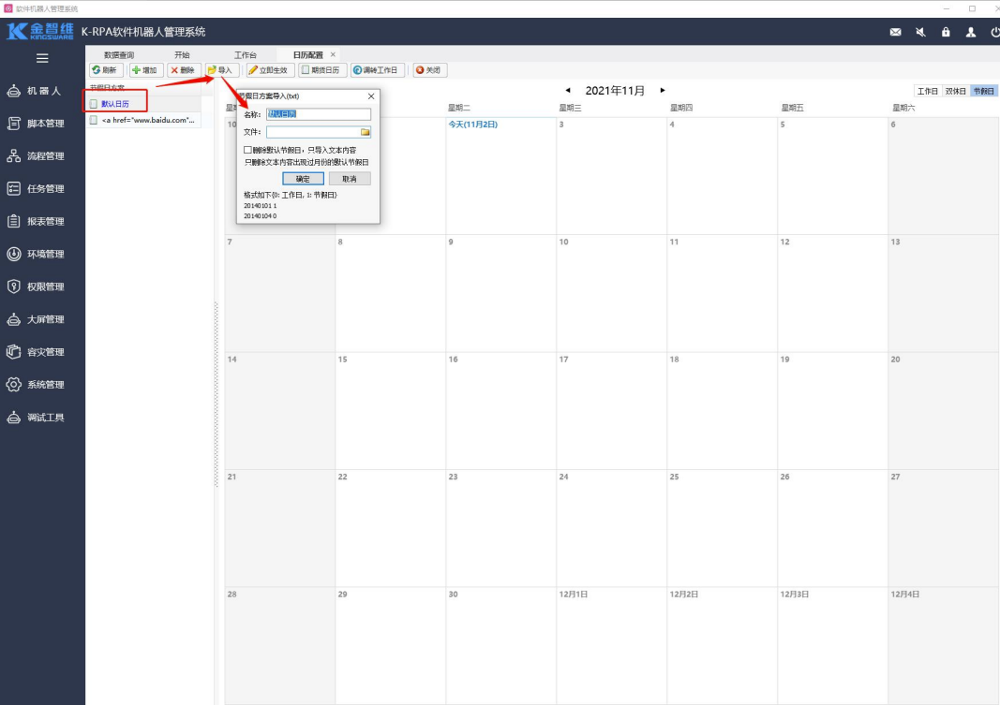 软件机器人管理系统
金智维
KINGSWARE
K-RPA软件机器人管理系统
数据查询 开始 工作台 日历配置 ×
刷新 增加 删除 导入 立即生效 期货日历 调转工作日 关闭
机器人
脚本管理
流程管理
任务管理
报表管理
环境管理
权限管理
大屏管理
容灾管理
系统管理
调试工具
节假日方案
默认日历
<a href="www.baidu.com"...
2021年11月
工作日 双休日 节假日
星期二 星期三 星期四 星期五 星期六
10 今天(11月2日) 3 4 5 6
节假日方案导入(txt)
名称: 默认日历
文件:
删除默认节假日，只导入文本内容
只删除文本内容出现过月份的默认节假日
确定 取消
格式如下{0: 工作日, 1: 节假日}
20140101 1
20140104 0
7 8 9 10 11 12 13
14 15 16 17 18 19 20
21 22 23 24 25 26 27
28 29 30 12月1日 12月2日 12月3日 12月4日